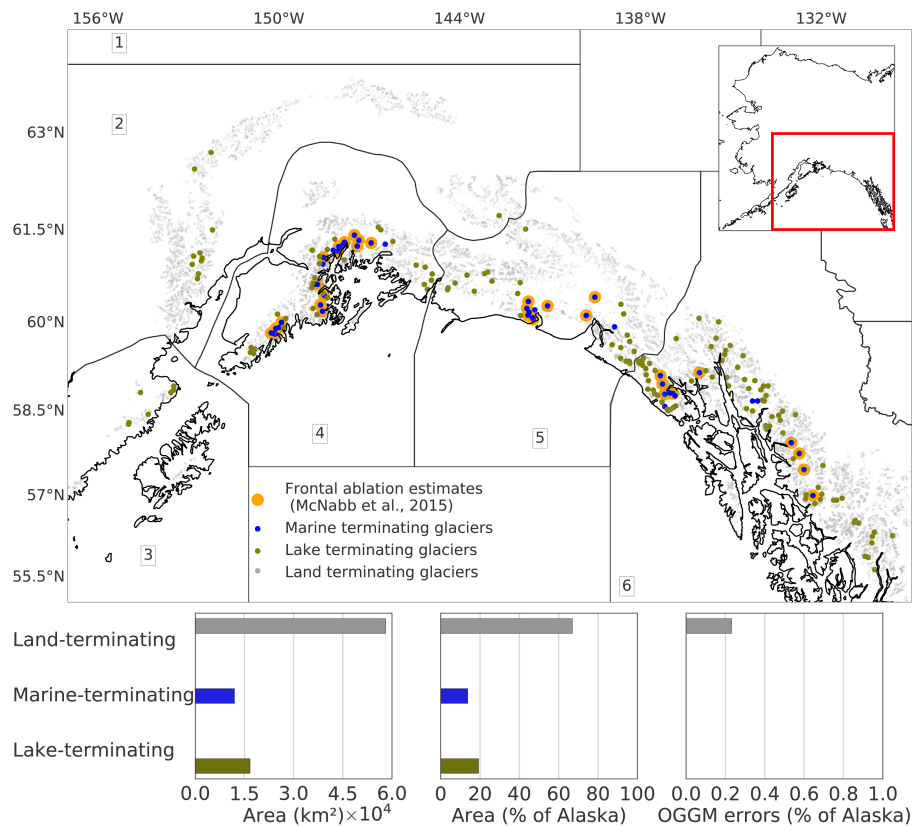 156°W 150°W 144°W 138°W 132°W
1
2
63°N
61.5°N
60°N
58.5°N
57°N
55.5°N
4
5
3
6
Frontal ablation estimates
(McNabb et al., 2015)
Marine terminating glaciers
Lake terminating glaciers
Land terminating glaciers
Land-terminating
Marine-terminating
Lake-terminating
0.0 1.5 3.0 4.5 6.0
Area (km²)×10⁴
0 20 40 60 80 100
Area (% of Alaska)
0.0 0.2 0.4 0.6 0.8 1.0
OGGM errors (% of Alaska)